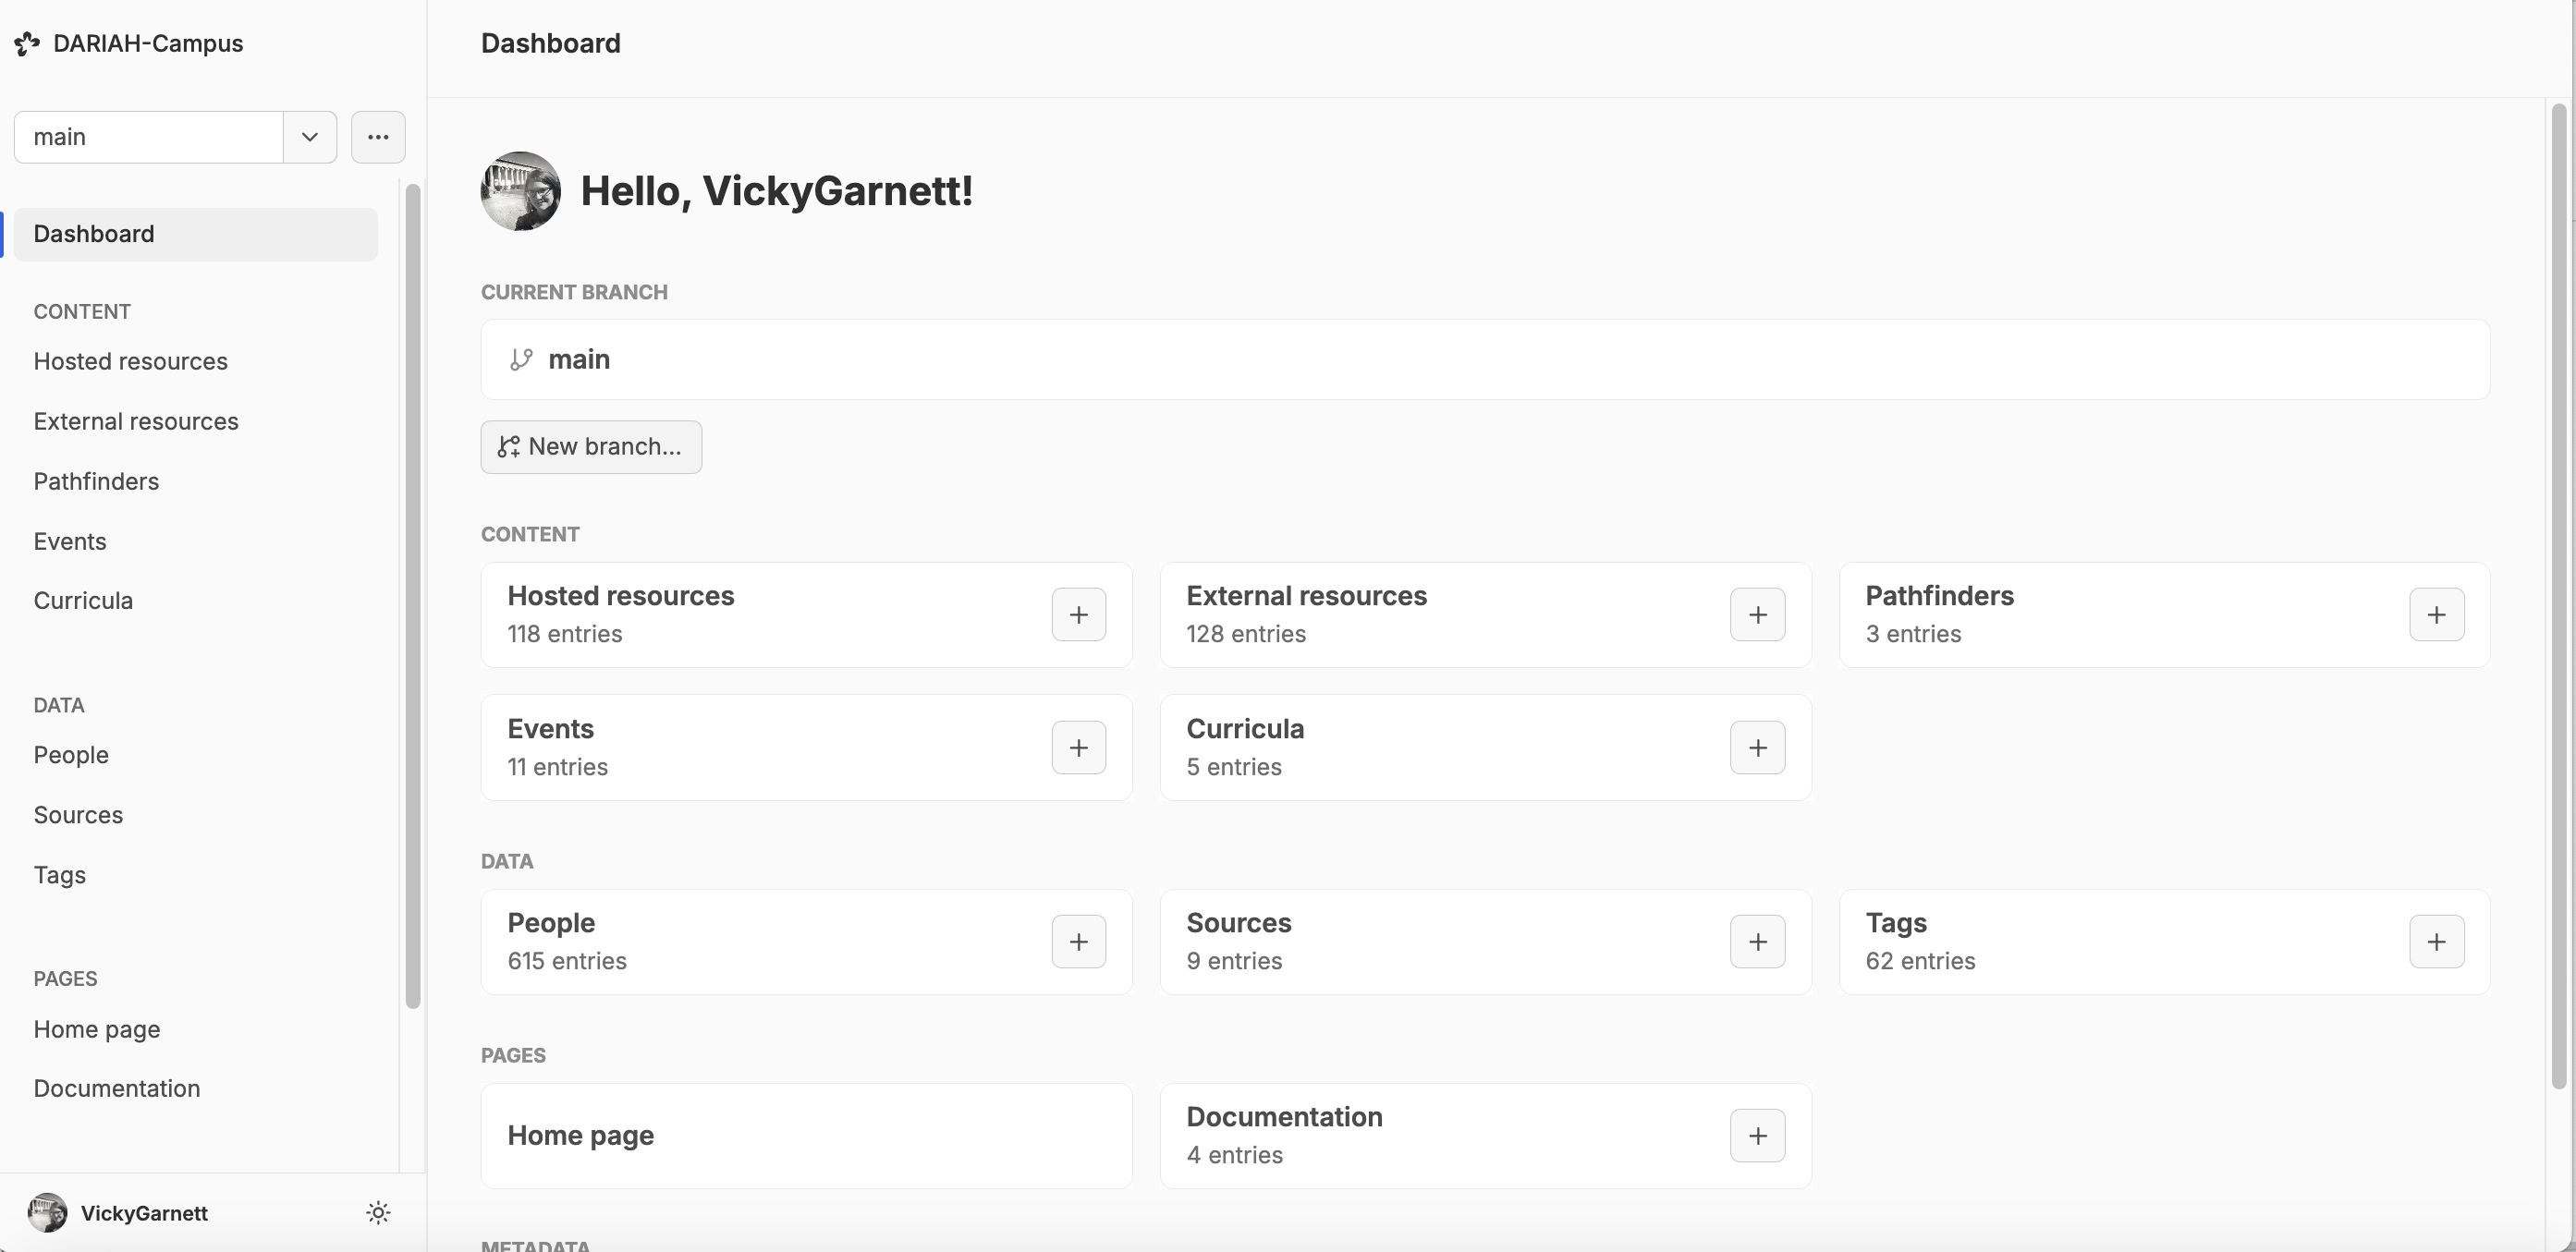 DARIAH-Campus
main
Dashboard
CONTENT
Hosted resources
External resources
Pathfinders
Events
Curricula
DATA
People
Sources
Tags
PAGES
Home page
Documentation
VickyGarnett
Dashboard
Hello, VickyGarnett!
CURRENT BRANCH
main
New branch...
CONTENT
Hosted resources
118 entries
External resources
128 entries
Pathfinders
3 entries
Events
11 entries
Curricula
5 entries
DATA
People
615 entries
Sources
9 entries
Tags
62 entries
PAGES
Home page
Documentation
4 entries
METADATA